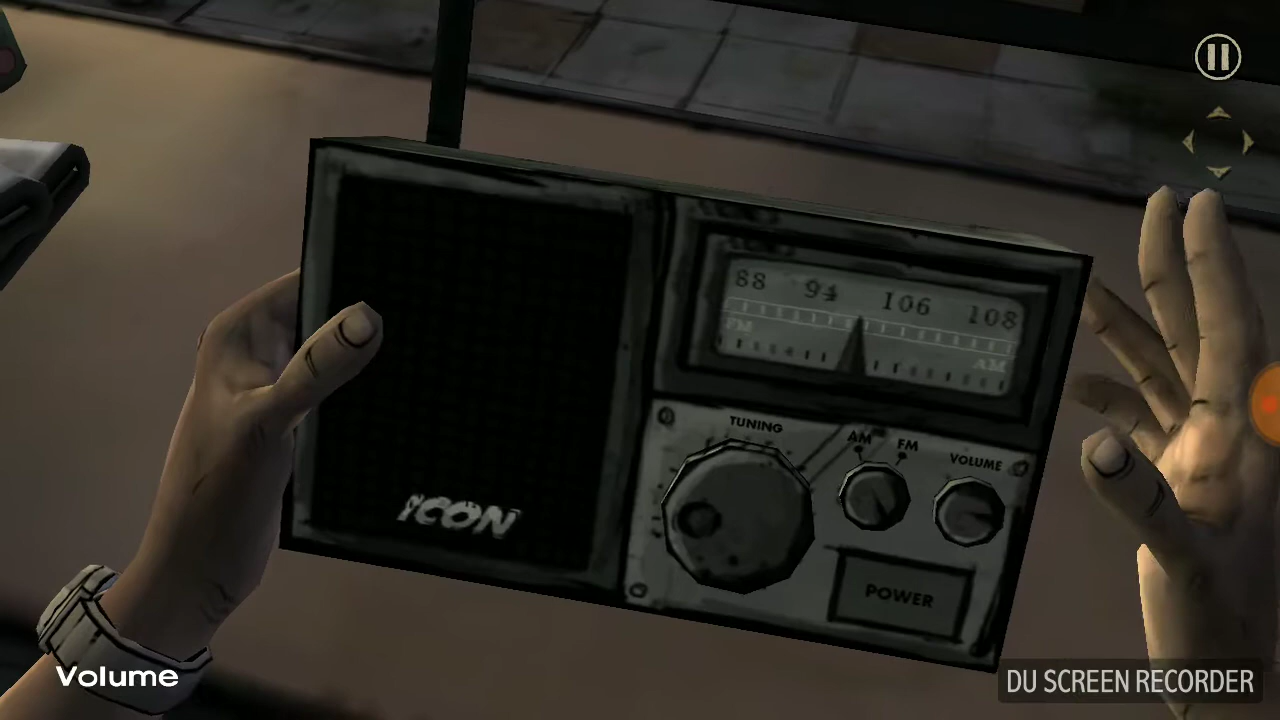 88 94 106 108
FM
AM
TUNING
AM FM
VOLUME
ICON
POWER
Volume
DU SCREEN RECORDER